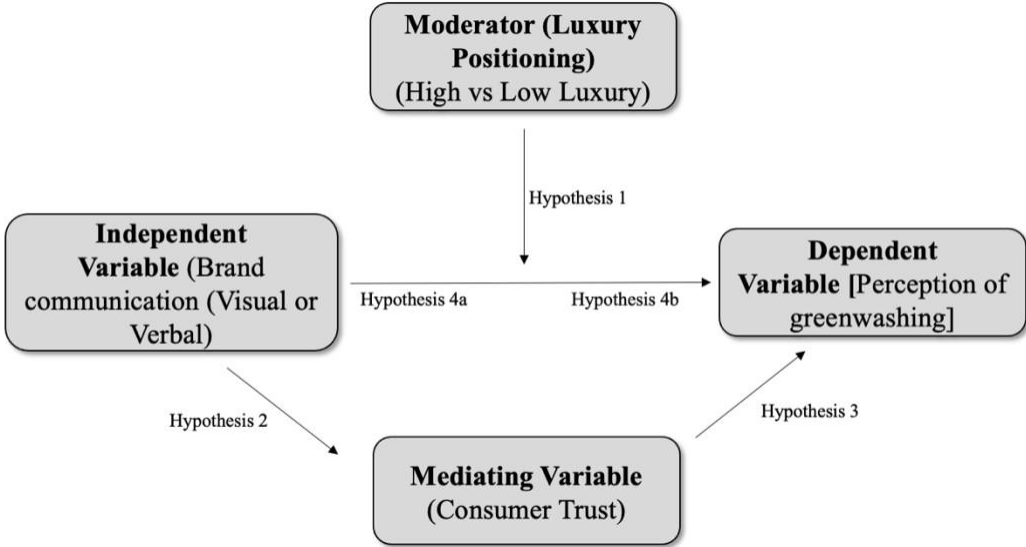 Moderator (Luxury
Positioning)
(High vs Low Luxury)
Hypothesis 1
Independent
Variable (Brand
communication (Visual or
Verbal)
Hypothesis 4a
Hypothesis 4b
Dependent
Variable [Perception of
greenwashing]
Hypothesis 2
Hypothesis 3
Mediating Variable
(Consumer Trust)